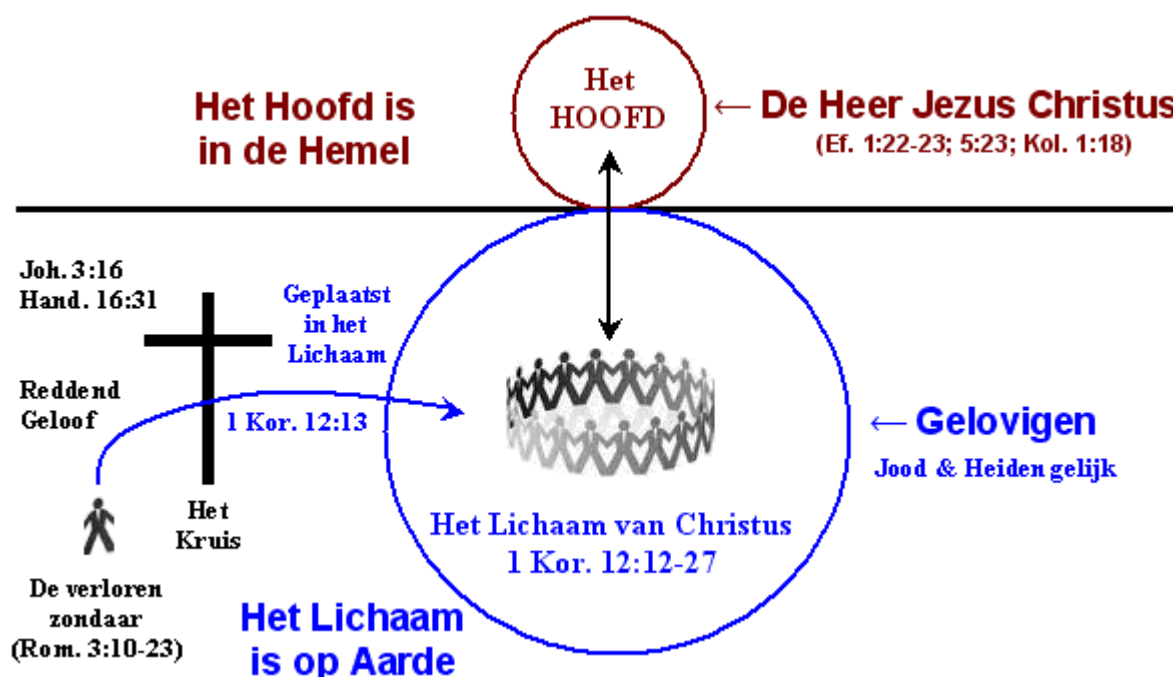 Het Hoofd is
in de Hemel
Het
HOOFD
← De Heer Jezus Christus
(Ef. 1:22-23; 5:23; Kol. 1:18)
Joh. 3:16
Hand. 16:31
Geplaatst
in het
Lichaam
Reddend
Geloof
1 Kor. 12:13
← Gelovigen
Jood & Heiden gelijk
Het
Kruis
Het Lichaam van Christus
1 Kor. 12:12-27
De verloren
zondaar
(Rom. 3:10-23)
Het Lichaam
is op Aarde